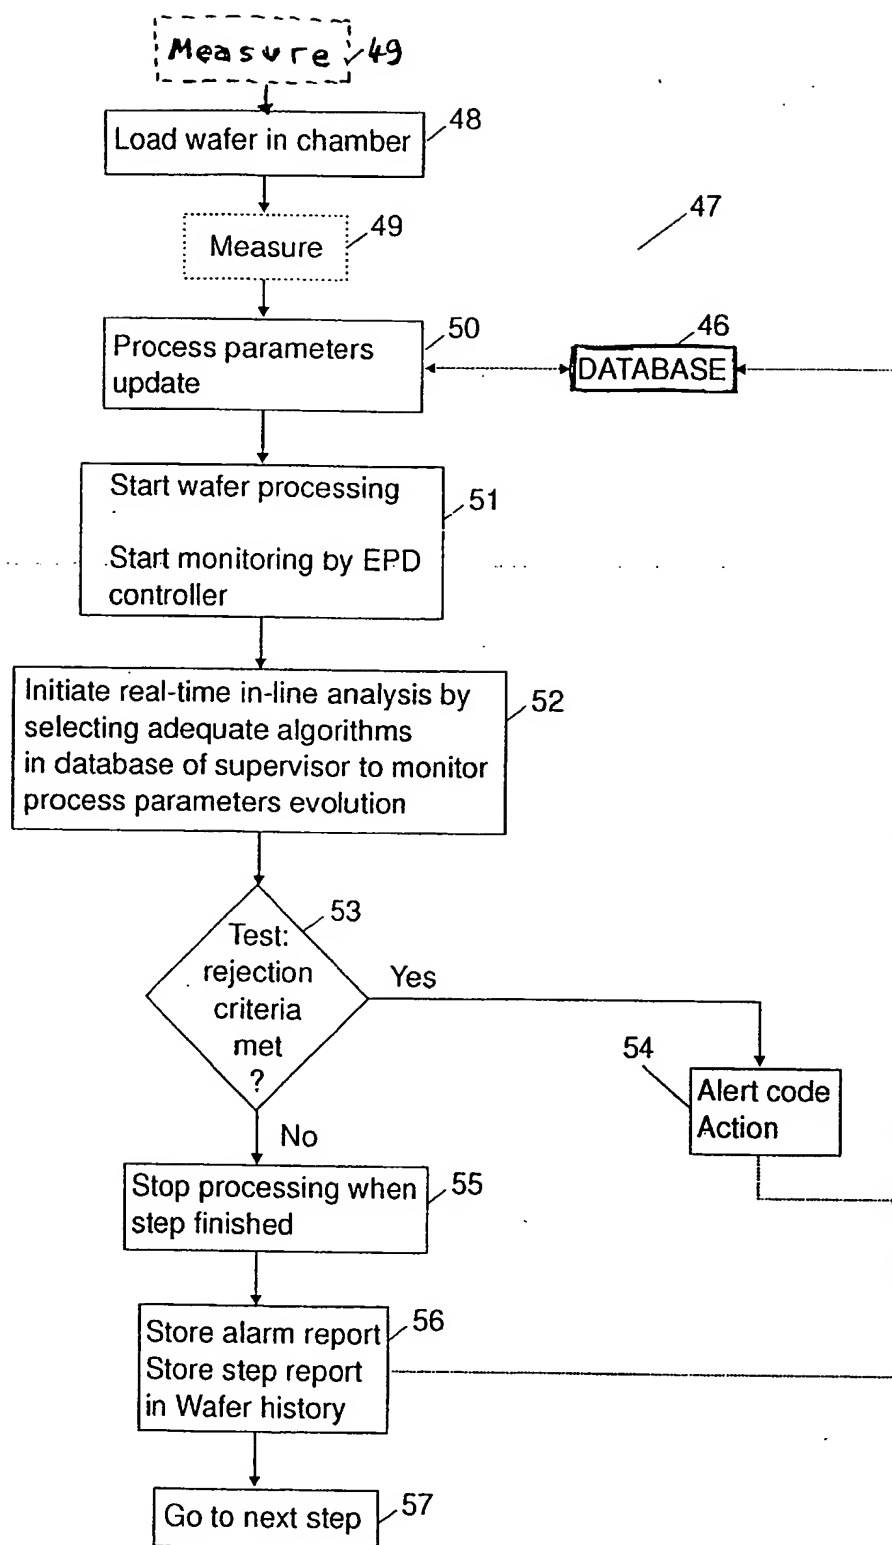 Measure 49
Load wafer in chamber 48
Measure 49
47
Process parameters
update
50
DATABASE 46
Start wafer processing
Start monitoring by EPD
controller
51
Initiate real-time in-line analysis by
selecting adequate algorithms
in database of supervisor to monitor
process parameters evolution
52
Test:
rejection
criteria
met
?
53
Yes
No
54
Alert code
Action
Stop processing when
step finished
55
Store alarm report
Store step report
in Wafer history
56
Go to next step 57